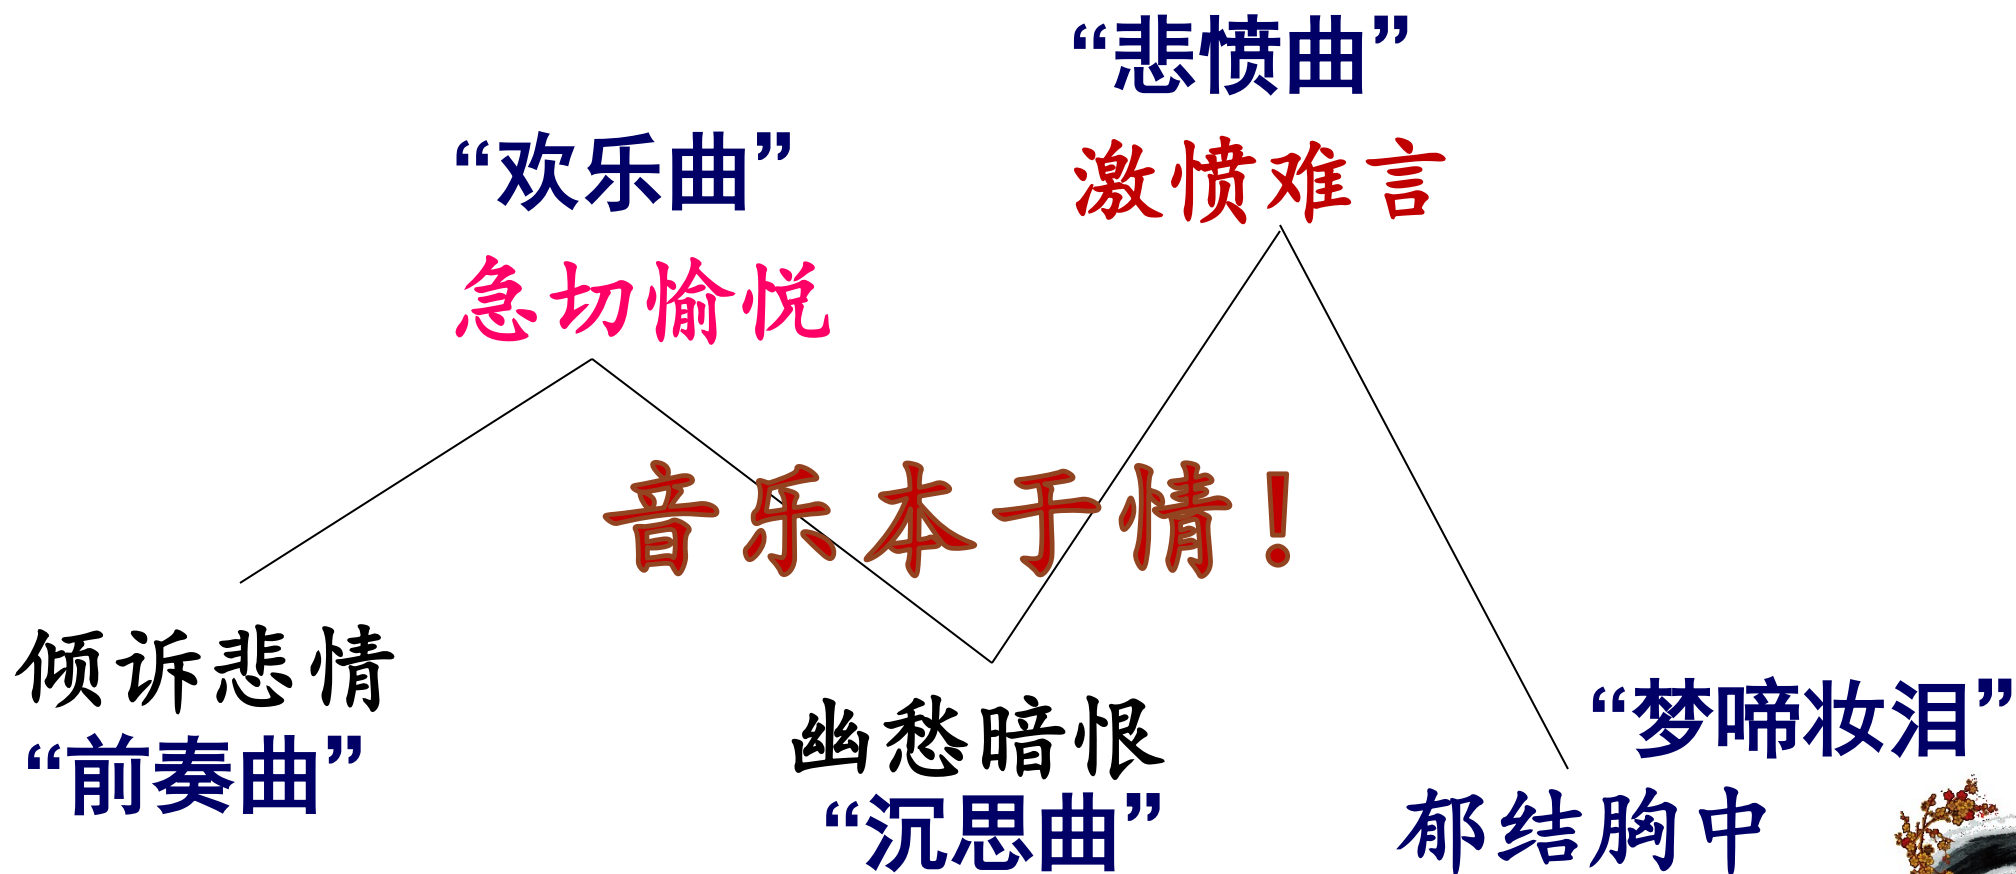 “悲愤曲”
激愤难言
“欢乐曲”
急切愉悦
音乐本于情！
倾诉悲情
“前奏曲”
幽愁暗恨
“沉思曲”
“梦啼妆泪”
郁结胸中